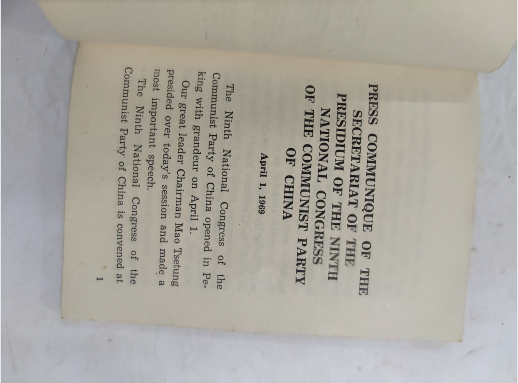 PRESS COMMUNIQUE OF THE
SECRETARIAT OF THE
PRESIDIUM OF THE NINTH
NATIONAL CONGRESS
OF THE COMMUNIST PARTY
OF CHINA
April 1, 1969
The Ninth National Congress of the
Communist Party of China opened in Pe-
king with grandeur on April 1.
Our great leader Chairman Mao Tsetung
presided over today's session and made a
most important speech.
The Ninth National Congress of the
Communist Party of China is convened at
1